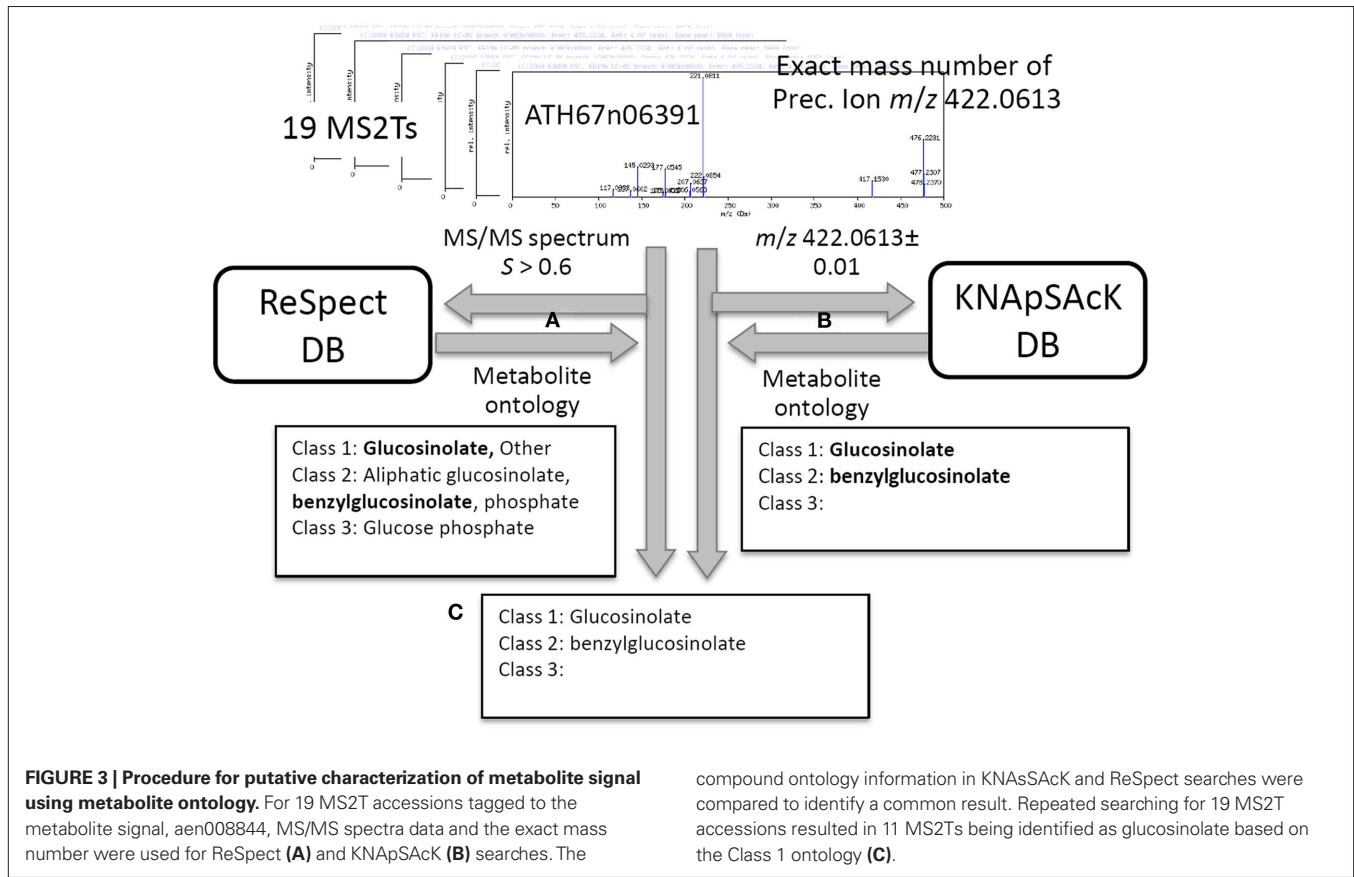 19 MS2Ts
ATH67n06391
Exact mass number of
Prec. Ion m/z 422.0613
rel. intensity
221.0811
145.0293
177.0545
222.0854
207.0637
417.1530
476.2281
477.2307
478.2370
0
0 50 100 150 200 250 300 350 400 450 500
m/z (Da)
MS/MS spectrum
S > 0.6
m/z 422.0613±
0.01
ReSpect
DB
A
B
KNApSAcK
DB
Metabolite
ontology
Metabolite
ontology
Class 1: Glucosinolate, Other
Class 2: Aliphatic glucosinolate,
benzylglucosinolate, phosphate
Class 3: Glucose phosphate
Class 1: Glucosinolate
Class 2: benzylglucosinolate
Class 3:
C
Class 1: Glucosinolate
Class 2: benzylglucosinolate
Class 3:
FIGURE 3 | Procedure for putative characterization of metabolite signal
using metabolite ontology. For 19 MS2T accessions tagged to the
metabolite signal, aen008844, MS/MS spectra data and the exact mass
number were used for ReSpect (A) and KNApSAcK (B) searches. The
compound ontology information in KNAsSAcK and ReSpect searches were
compared to identify a common result. Repeated searching for 19 MS2T
accessions resulted in 11 MS2Ts being identified as glucosinolate based on
the Class 1 ontology (C).